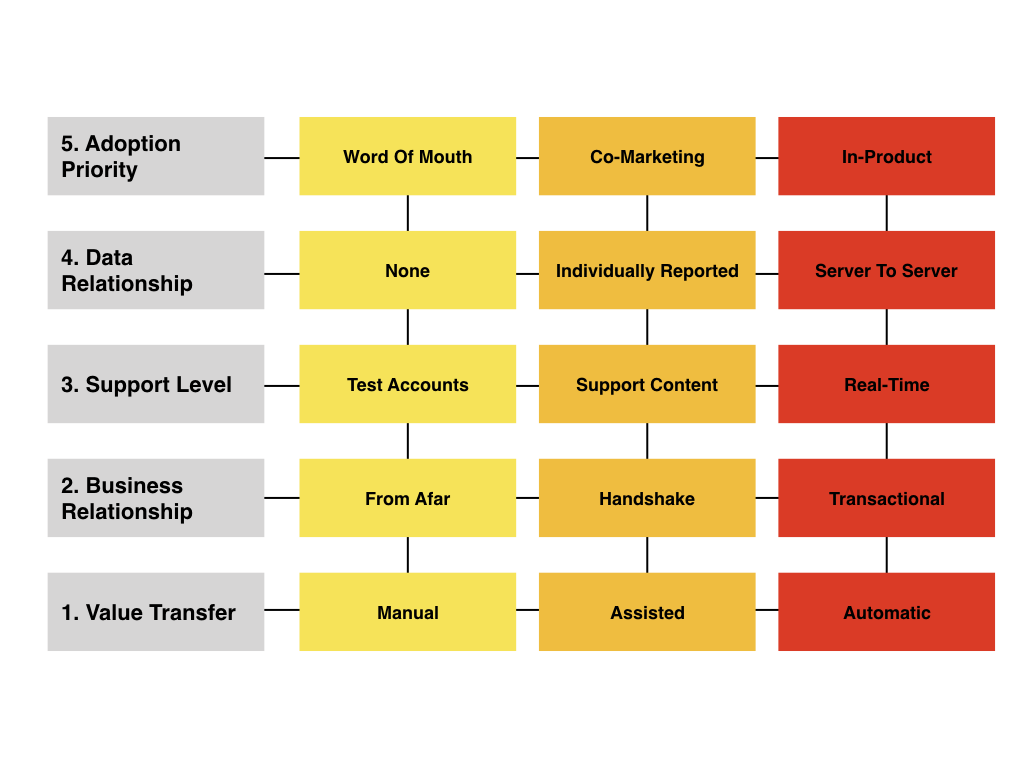 5. Adoption
Priority
Word Of Mouth
Co-Marketing
In-Product
4. Data
Relationship
None
Individually Reported
Server To Server
3. Support Level
Test Accounts
Support Content
Real-Time
2. Business
Relationship
From Afar
Handshake
Transactional
1. Value Transfer
Manual
Assisted
Automatic